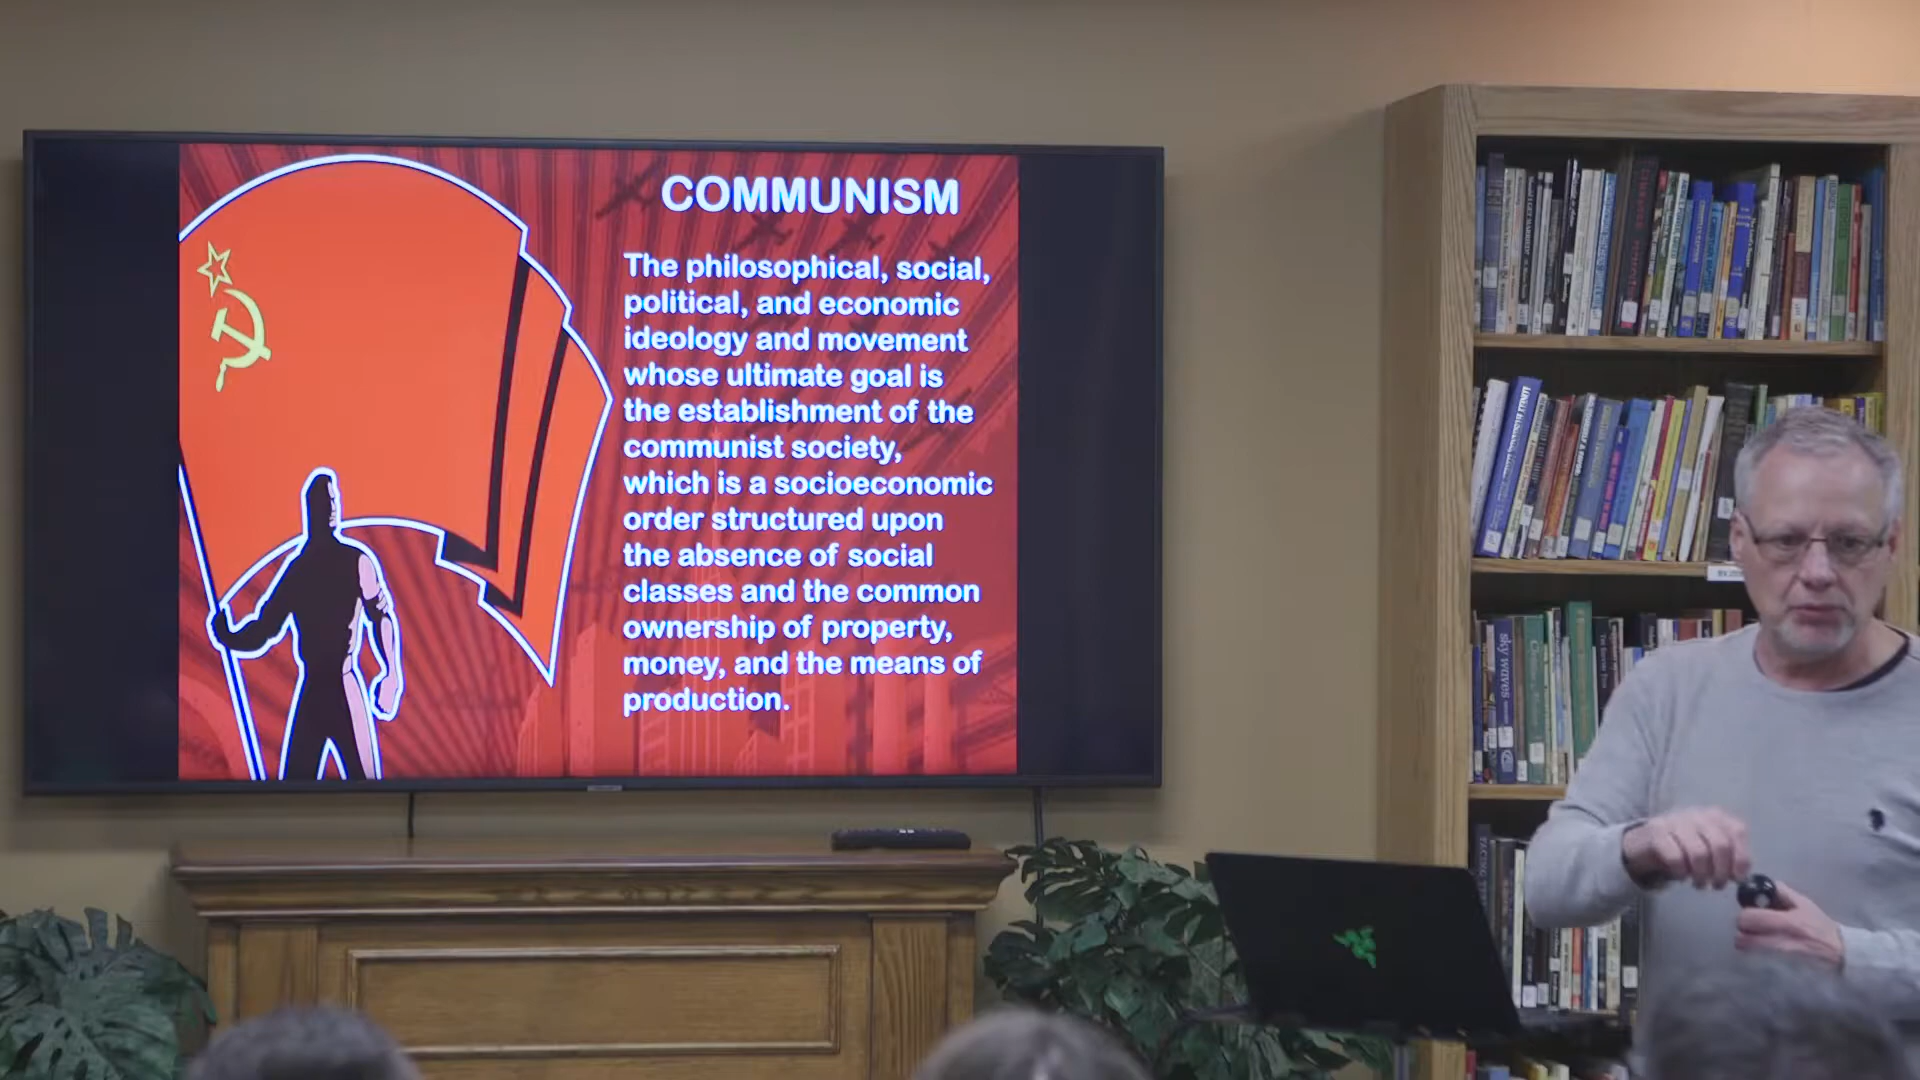 COMMUNISM
The philosophical, social,
political, and economic
ideology and movement
whose ultimate goal is
the establishment of the
communist society,
which is a socioeconomic
order structured upon
the absence of social
classes and the common
ownership of property,
money, and the means of
production.
sky waves